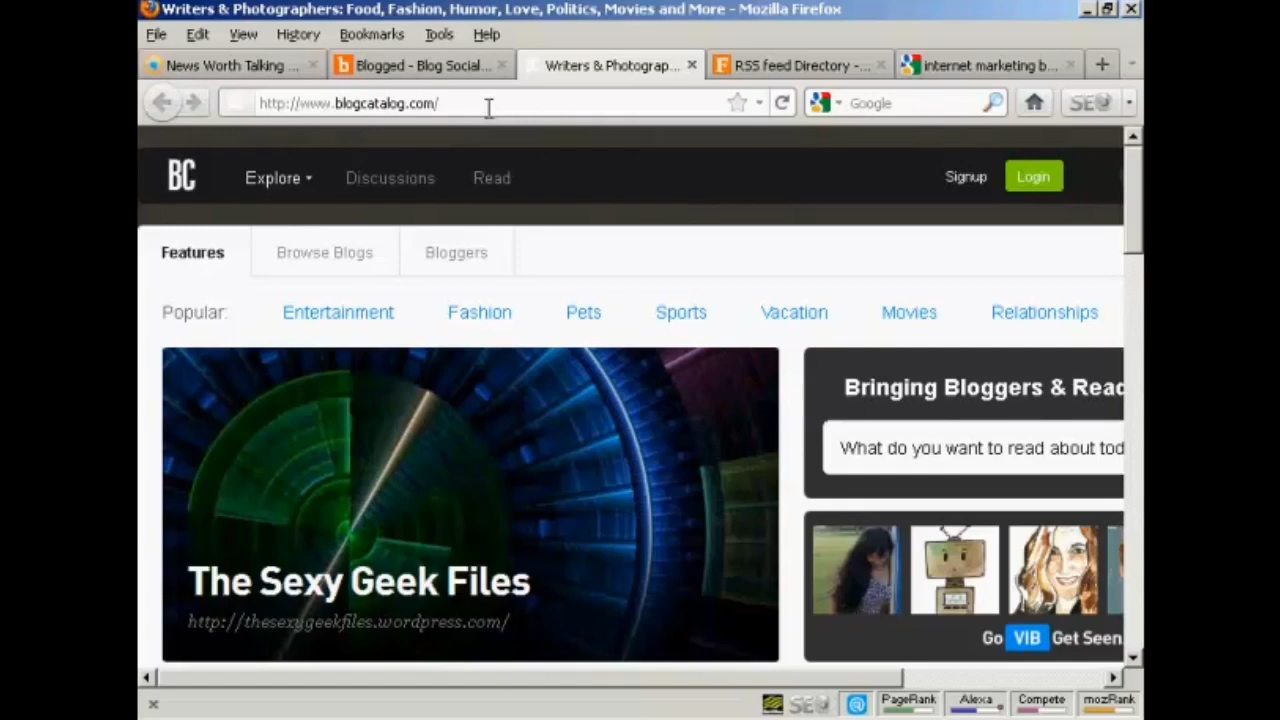 Writers & Photographers: Food, Fashion, Humor, Love, Politics, Movies and More - Mozilla Firefox
File Edit View History Bookmarks Tools Help
News Worth Talking ... Blogged - Blog Social... Writers & Photograp... RSS feed Directory -... internet marketing b...
http://www.blogcatalog.com/ Google SE
BC Explore Discussions Read Signup Login
Features Browse Blogs Bloggers
Popular: Entertainment Fashion Pets Sports Vacation Movies Relationships
Bringing Bloggers & Read
What do you want to read about tod
The Sexy Geek Files
http://thesexygeekfiles.wordpress.com/
Go VIB Get Seen
SE PageRank Alexa Compete mozRank